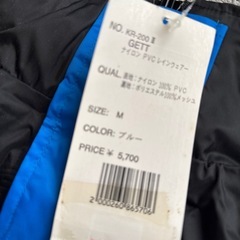 NO. KR-200 Ⅱ
GETT
ナイロン PVC レインウェアー
QUAL. 表地:ナイロン 100% PVC
裏地:ポリエステル100%メッシュ
SIZE: M
COLOR: ブルー
PRICE ¥ 5,700
2000260665706